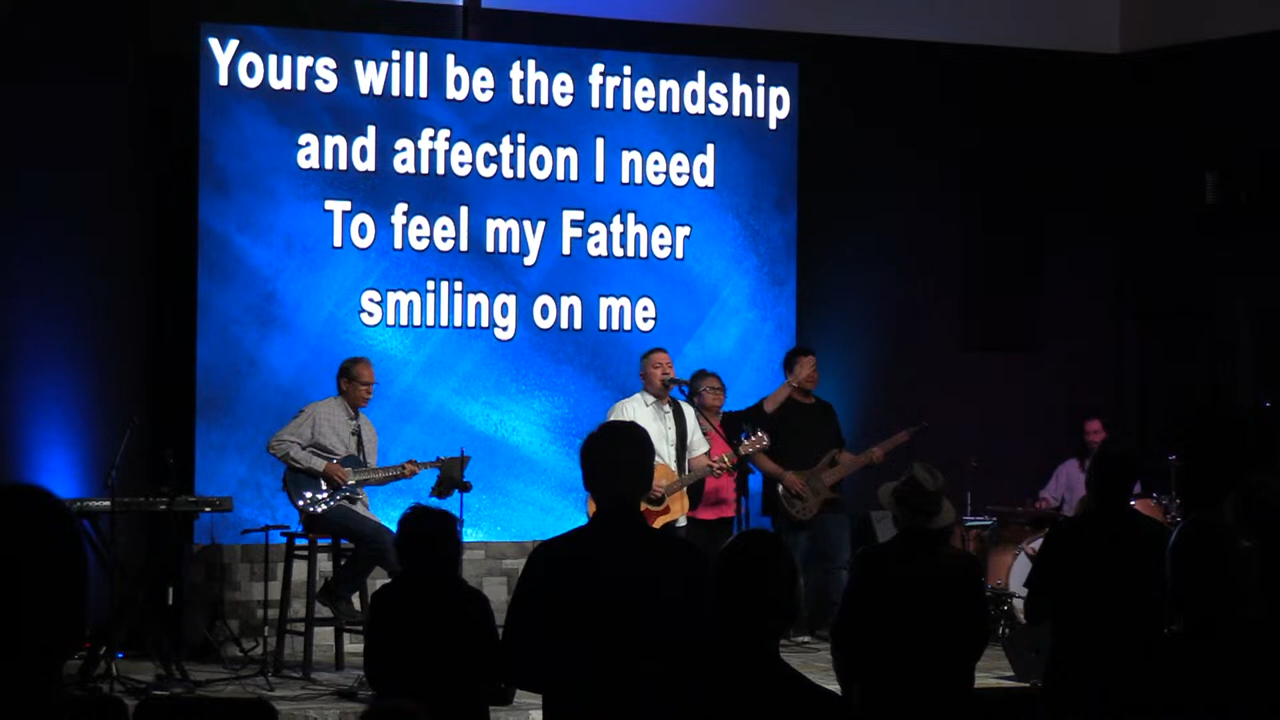 Yours will be the friendship
and affection I need
To feel my Father
smiling on me